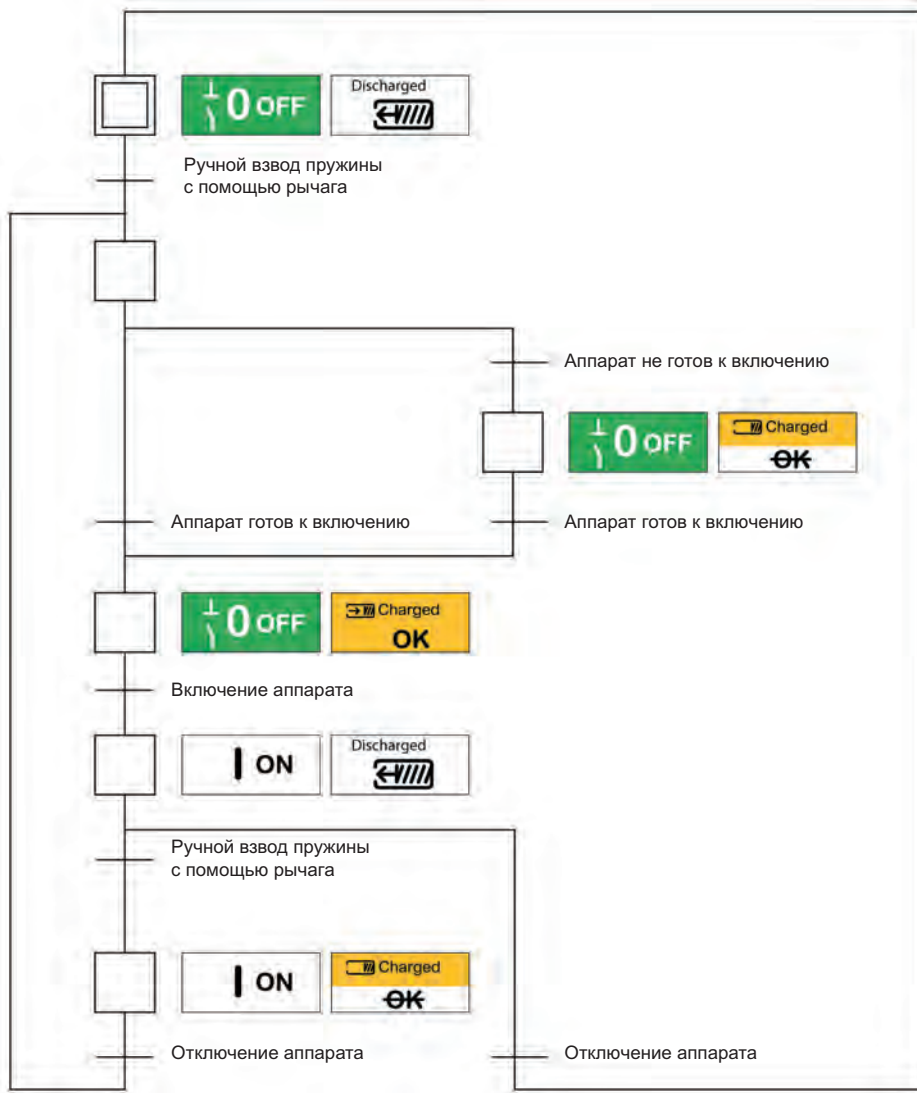 0 OFF
Discharged
Ручной взвод пружины
с помощью рычага
Аппарат не готов к включению
0 OFF
Charged
OK
Аппарат готов к включению
Аппарат готов к включению
0 OFF
Charged
OK
Включение аппарата
I ON
Discharged
Ручной взвод пружины
с помощью рычага
I ON
Charged
OK
Отключение аппарата
Отключение аппарата